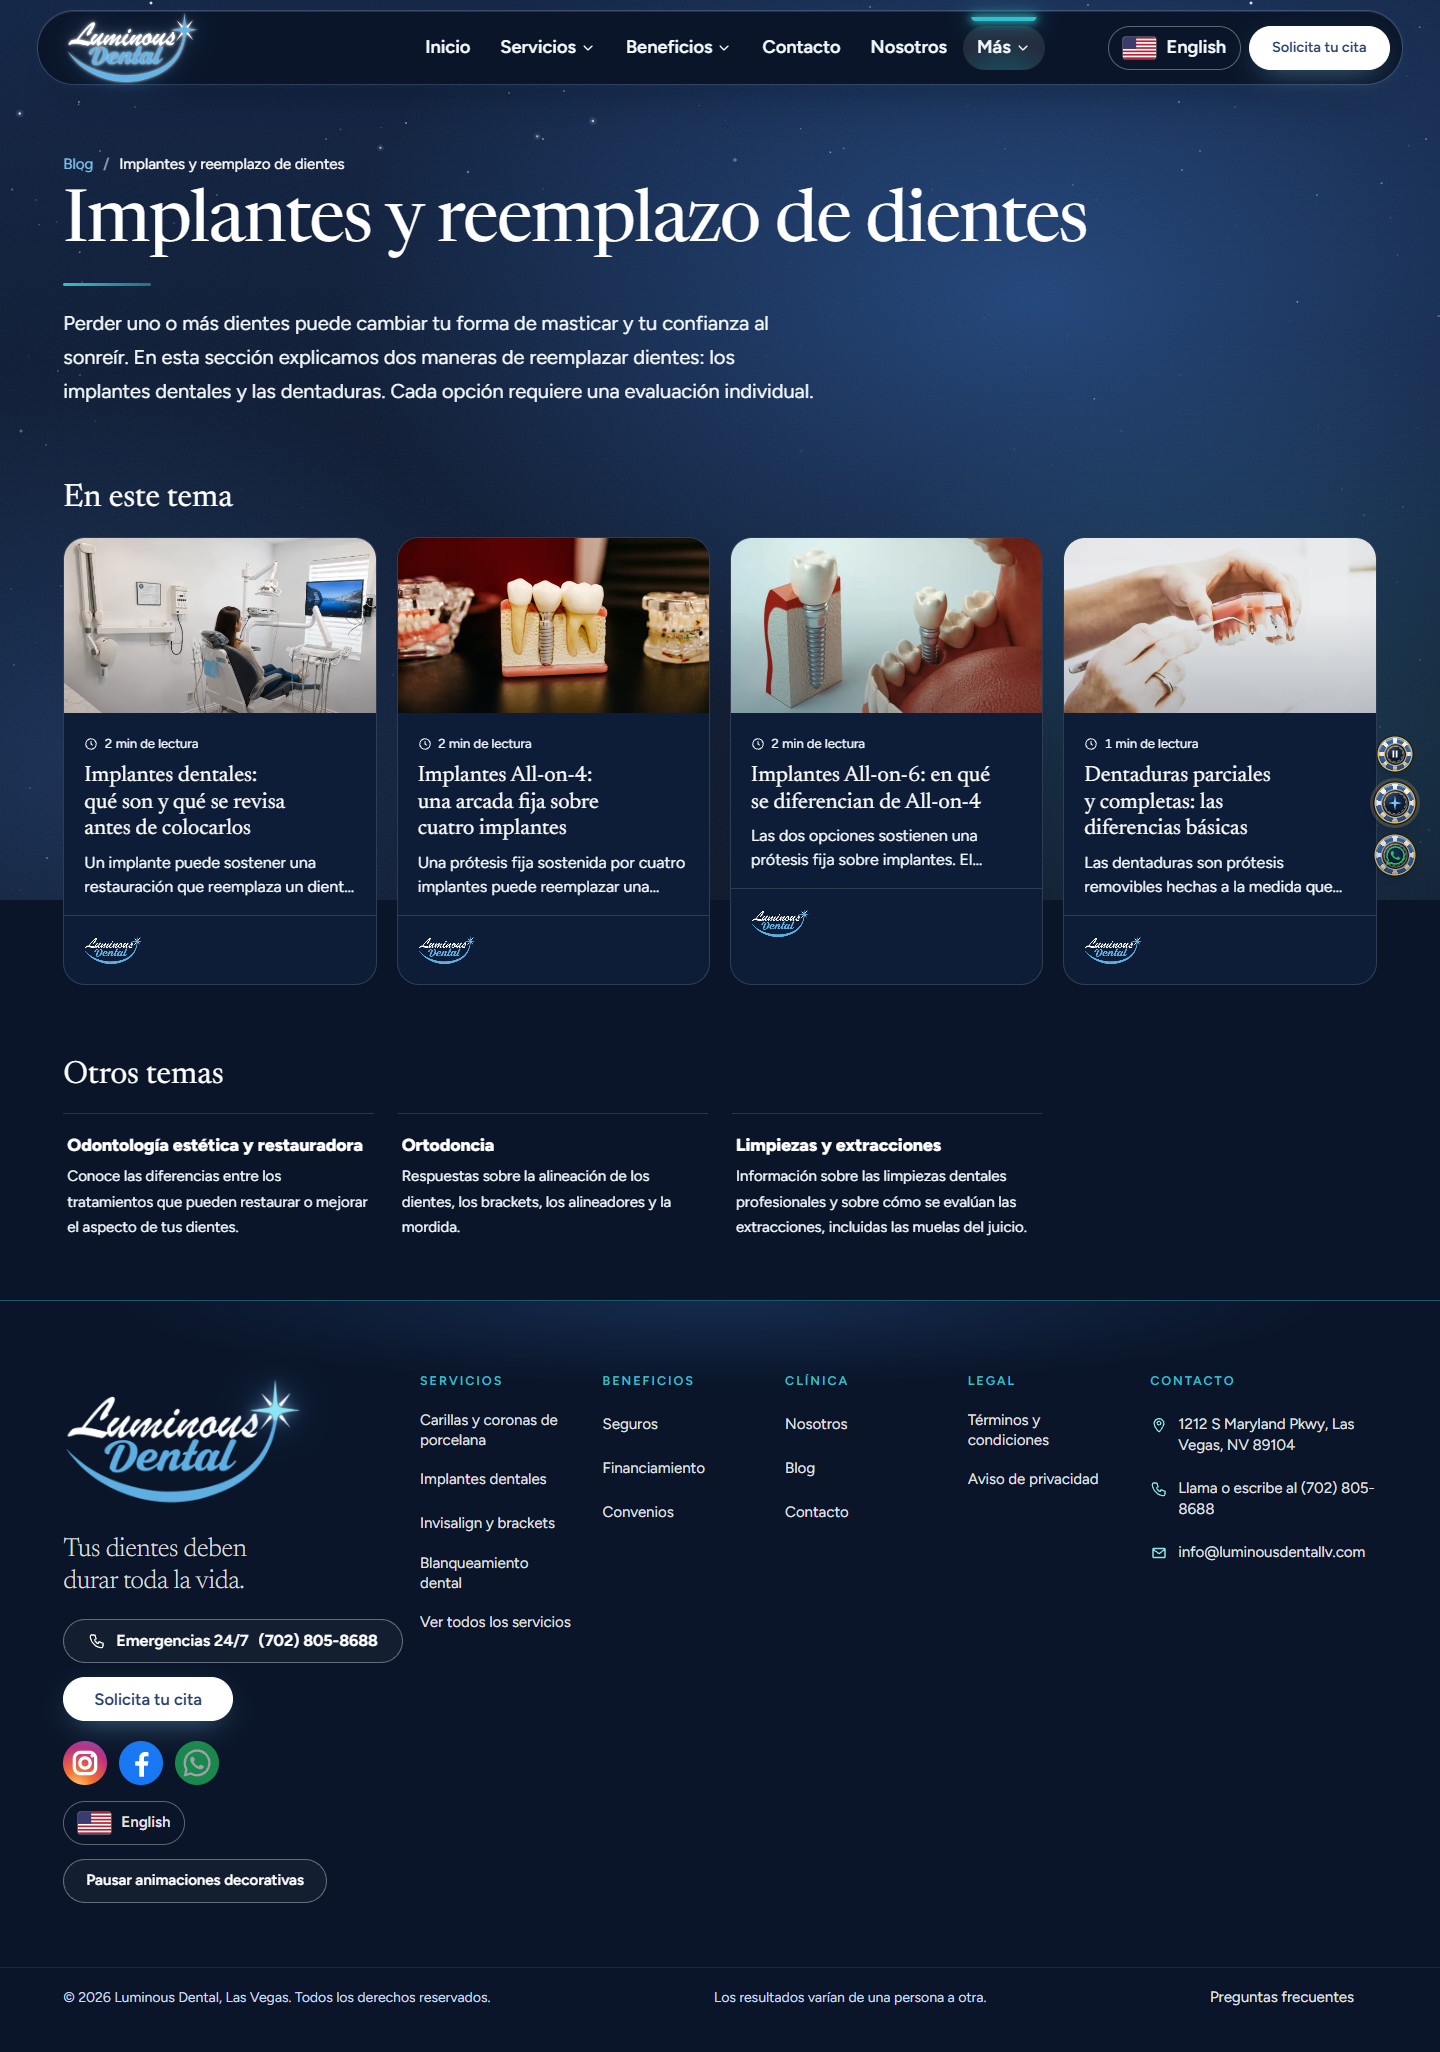 Luminous
Dental
Inicio
Servicios
Beneficios
Contacto
Nosotros
Más
English
Solicita tu cita
Blog / Implantes y reemplazo de dientes
Implantes y reemplazo de dientes
Perder uno o más dientes puede cambiar tu forma de masticar y tu confianza al
sonreír. En esta sección explicamos dos maneras de reemplazar dientes: los
implantes dentales y las dentaduras. Cada opción requiere una evaluación individual.
En este tema
2 min de lectura
Implantes dentales:
qué son y qué se revisa
antes de colocarlos
Un implante puede sostener una
restauración que reemplaza un dient...
Luminous
Dental
2 min de lectura
Implantes All-on-4:
una arcada fija sobre
cuatro implantes
Una prótesis fija sostenida por cuatro
implantes puede reemplazar una...
Luminous
Dental
2 min de lectura
Implantes All-on-6: en qué
se diferencian de All-on-4
Las dos opciones sostienen una
prótesis fija sobre implantes. El...
Luminous
Dental
1 min de lectura
Dentaduras parciales
y completas: las
diferencias básicas
Las dentaduras son prótesis
removibles hechas a la medida que...
Luminous
Dental
Otros temas
Odontología estética y restauradora
Conoce las diferencias entre los
tratamientos que pueden restaurar o mejorar
el aspecto de tus dientes.
Ortodoncia
Respuestas sobre la alineación de los
dientes, los brackets, los alineadores y la
mordida.
Limpiezas y extracciones
Información sobre las limpiezas dentales
profesionales y sobre cómo se evalúan las
extracciones, incluidas las muelas del juicio.
Luminous
Dental
Tus dientes deben
durar toda la vida.
Emergencias 24/7 (702) 805-8688
Solicita tu cita
English
Pausar animaciones decorativas
SERVICIOS
Carillas y coronas de
porcelana
Implantes dentales
Invisalign y brackets
Blanqueamiento
dental
Ver todos los servicios
BENEFICIOS
Seguros
Financiamiento
Convenios
CLÍNICA
Nosotros
Blog
Contacto
LEGAL
Términos y
condiciones
Aviso de privacidad
CONTACTO
1212 S Maryland Pkwy, Las
Vegas, NV 89104
Llama o escribe al (702) 805-
8688
info@luminousdentallv.com
© 2026 Luminous Dental, Las Vegas. Todos los derechos reservados.
Los resultados varían de una persona a otra.
Preguntas frecuentes